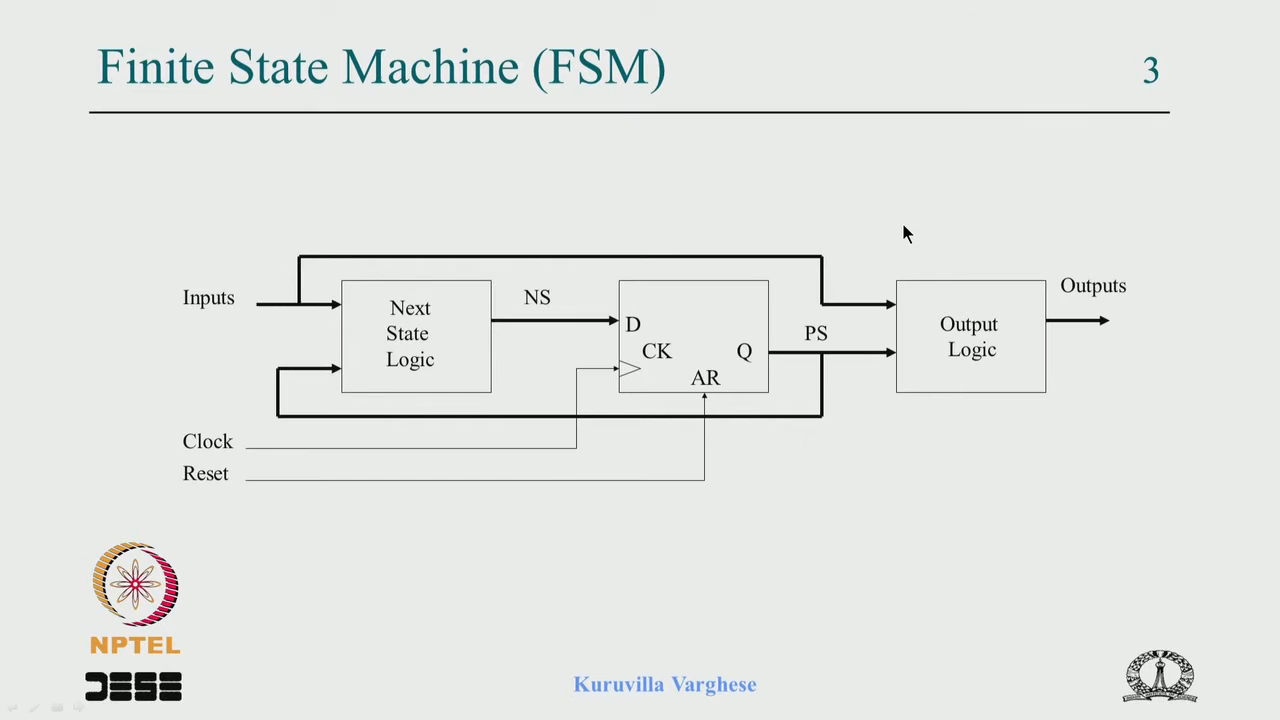 Finite State Machine (FSM)
3
Inputs
Next
State
Logic
NS
D
CK
Q
AR
PS
Output
Logic
Outputs
Clock
Reset
NPTEL
DESE
Kuruvilla Varghese